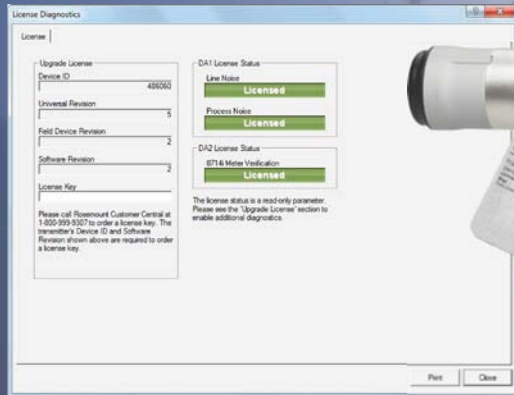 License Diagnostics
License
Upgrade License
Device ID
486060
Universal Revision
5
Field Device Revision
2
Software Revision
2
License Key
Please call Rosemount Customer Central at
1-800-999-9307 to order a license key. The
transmitter's Device ID and Software
Revision shown above are required to order
a license key.
DA1 License Status
Line Noise
Licensed
Process Noise
Licensed
DA2 License Status
8714i Meter Verification
Licensed
The license status is a read-only parameter.
Please see the "Upgrade License" section to
enable additional diagnostics.
Print
Close